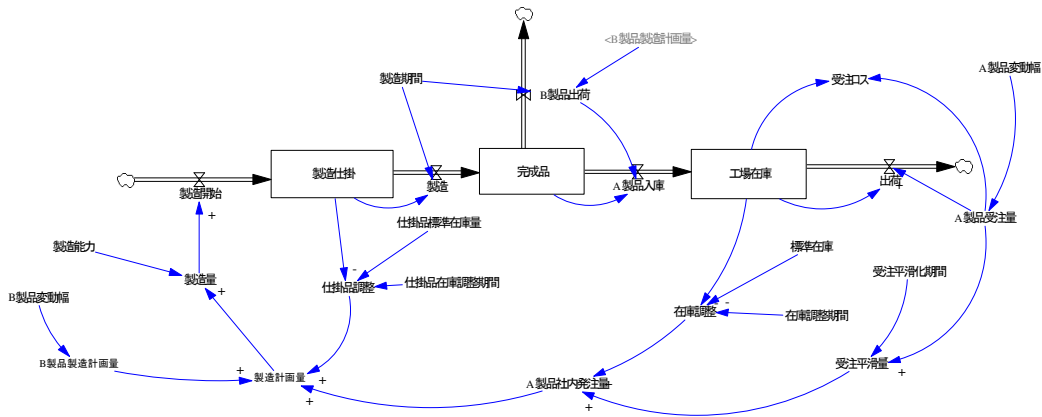 <B製品製造計画量>
A製品変動幅
製造期間
受注ロス
B製品出荷
製造仕掛
完成品
工場在庫
製造開始
製造
A製品入庫
出荷
+
+
A製品受注量
仕掛品標準在庫量
製造能力
標準在庫
-
製造量
+
仕掛品調整
仕掛品在庫調整期間
受注平滑化期間
B製品変動幅
-
-
在庫調整
在庫調整期間
B製品製造計画量
+
製造計画量
+
+
A製品社内発注量
+
+
受注平滑量
+